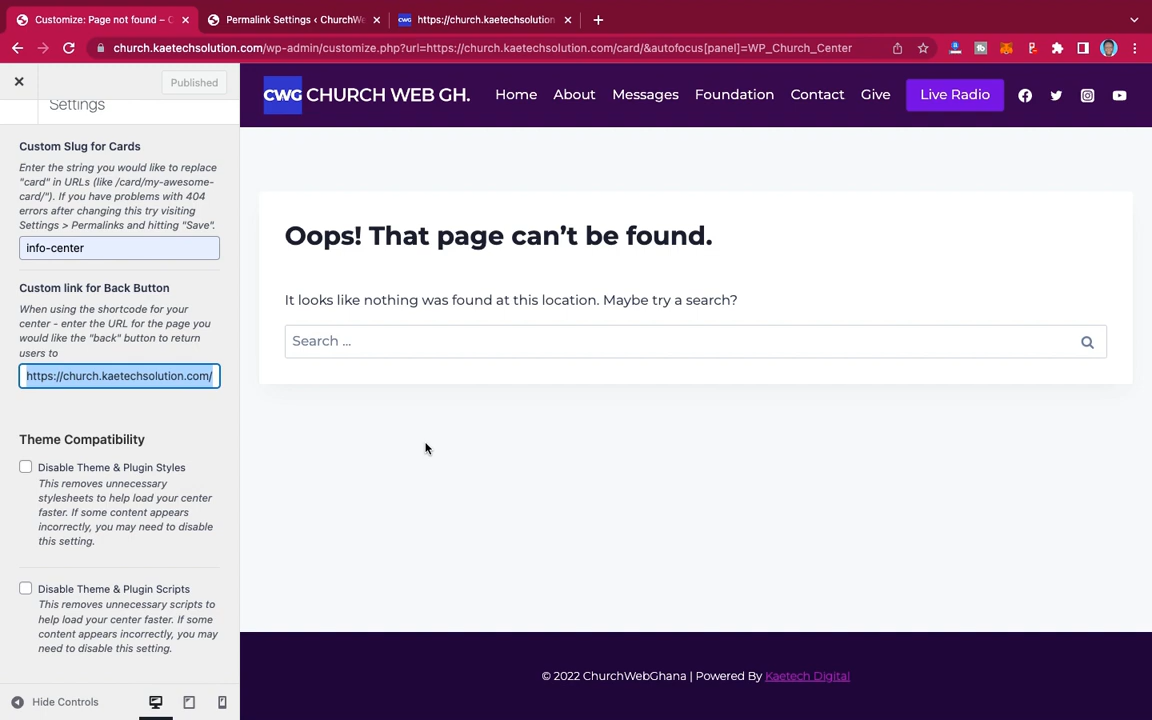 Customize: Page not found – C
Permalink Settings ‹ ChurchWe
CWG https://church.kaetechsolution
church.kaetechsolution.com/wp-admin/customize.php?url=https://church.kaetechsolution.com/card/&autofocus[panel]=WP_Church_Center
Published
Settings
CWG CHURCH WEB GH.
Home About Messages Foundation Contact Give Live Radio
Custom Slug for Cards
Enter the string you would like to replace
"card" in URLs (like /card/my-awesome-
card/"). If you have problems with 404
errors after changing this try visiting
Settings > Permalinks and hitting "Save".
info-center
Custom link for Back Button
When using the shortcode for your
center - enter the URL for the page you
would like the "back" button to return
users to
https://church.kaetechsolution.com/
Theme Compatibility
Disable Theme & Plugin Styles
This removes unnecessary
stylesheets to help load your center
faster. If some content appears
incorrectly, you may need to disable
this setting.
Disable Theme & Plugin Scripts
This removes unnecessary scripts to
help load your center faster. If some
content appears incorrectly, you may
need to disable this setting.
Hide Controls
Oops! That page can’t be found.
It looks like nothing was found at this location. Maybe try a search?
Search ...
© 2022 ChurchWebGhana | Powered By Kaetech Digital